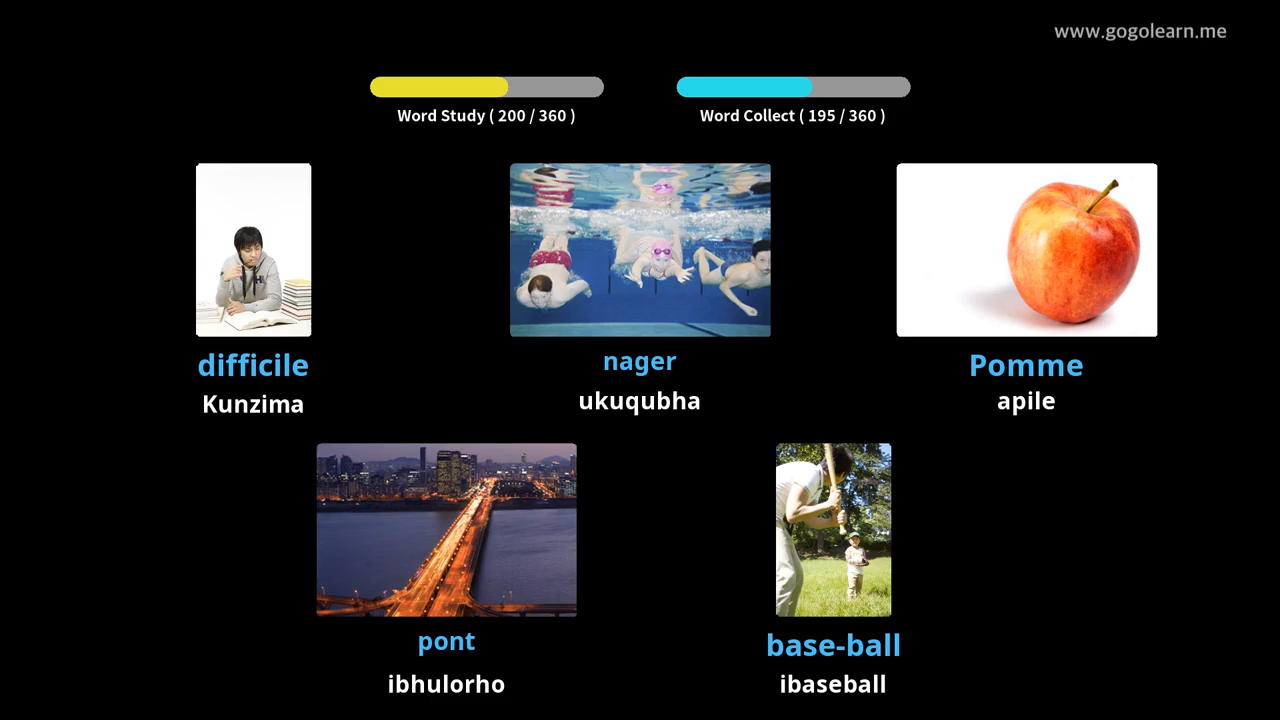 www.gogolearn.me
Word Study ( 200 / 360 )
Word Collect ( 195 / 360 )
difficile
Kunzima
nager
ukuqubha
Pomme
apile
pont
ibhulorho
base-ball
ibaseball